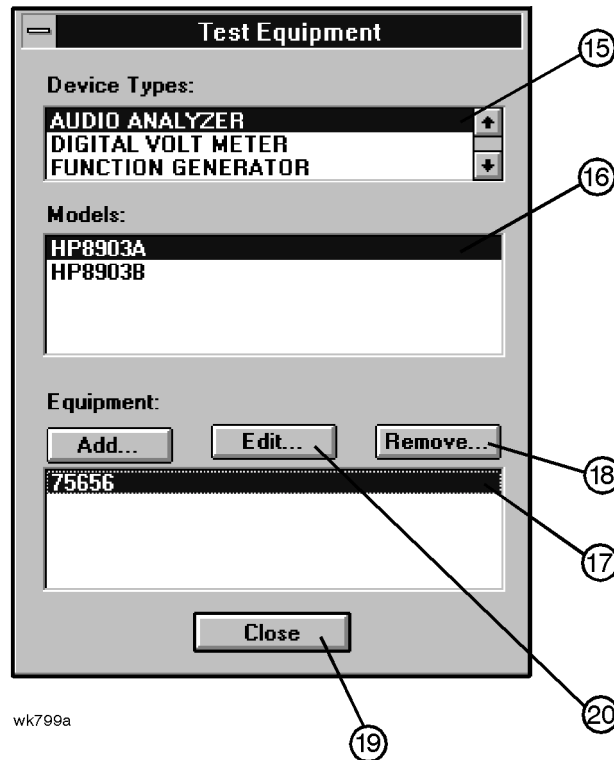 Test Equipment
15
Device Types:
AUDIO ANALYZER
DIGITAL VOLT METER
FUNCTION GENERATOR
16
Models:
HP8903A
HP8903B
Equipment:
Add... Edit... Remove...
18
75656
17
Close
wk799a
19
20